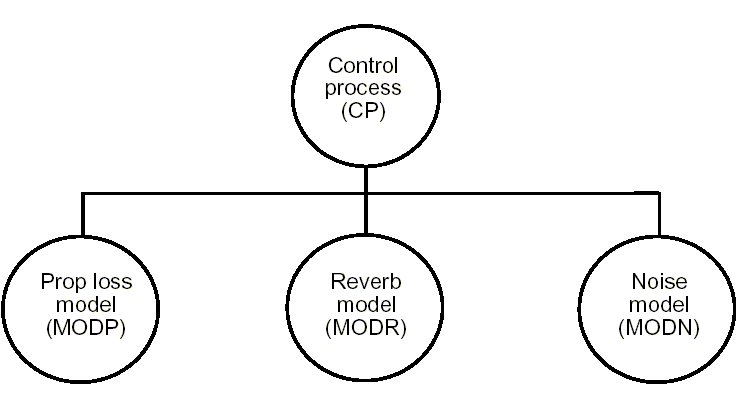 Control
process
(CP)
Prop loss
model
(MODP)
Reverb
model
(MODR)
Noise
model
(MODN)